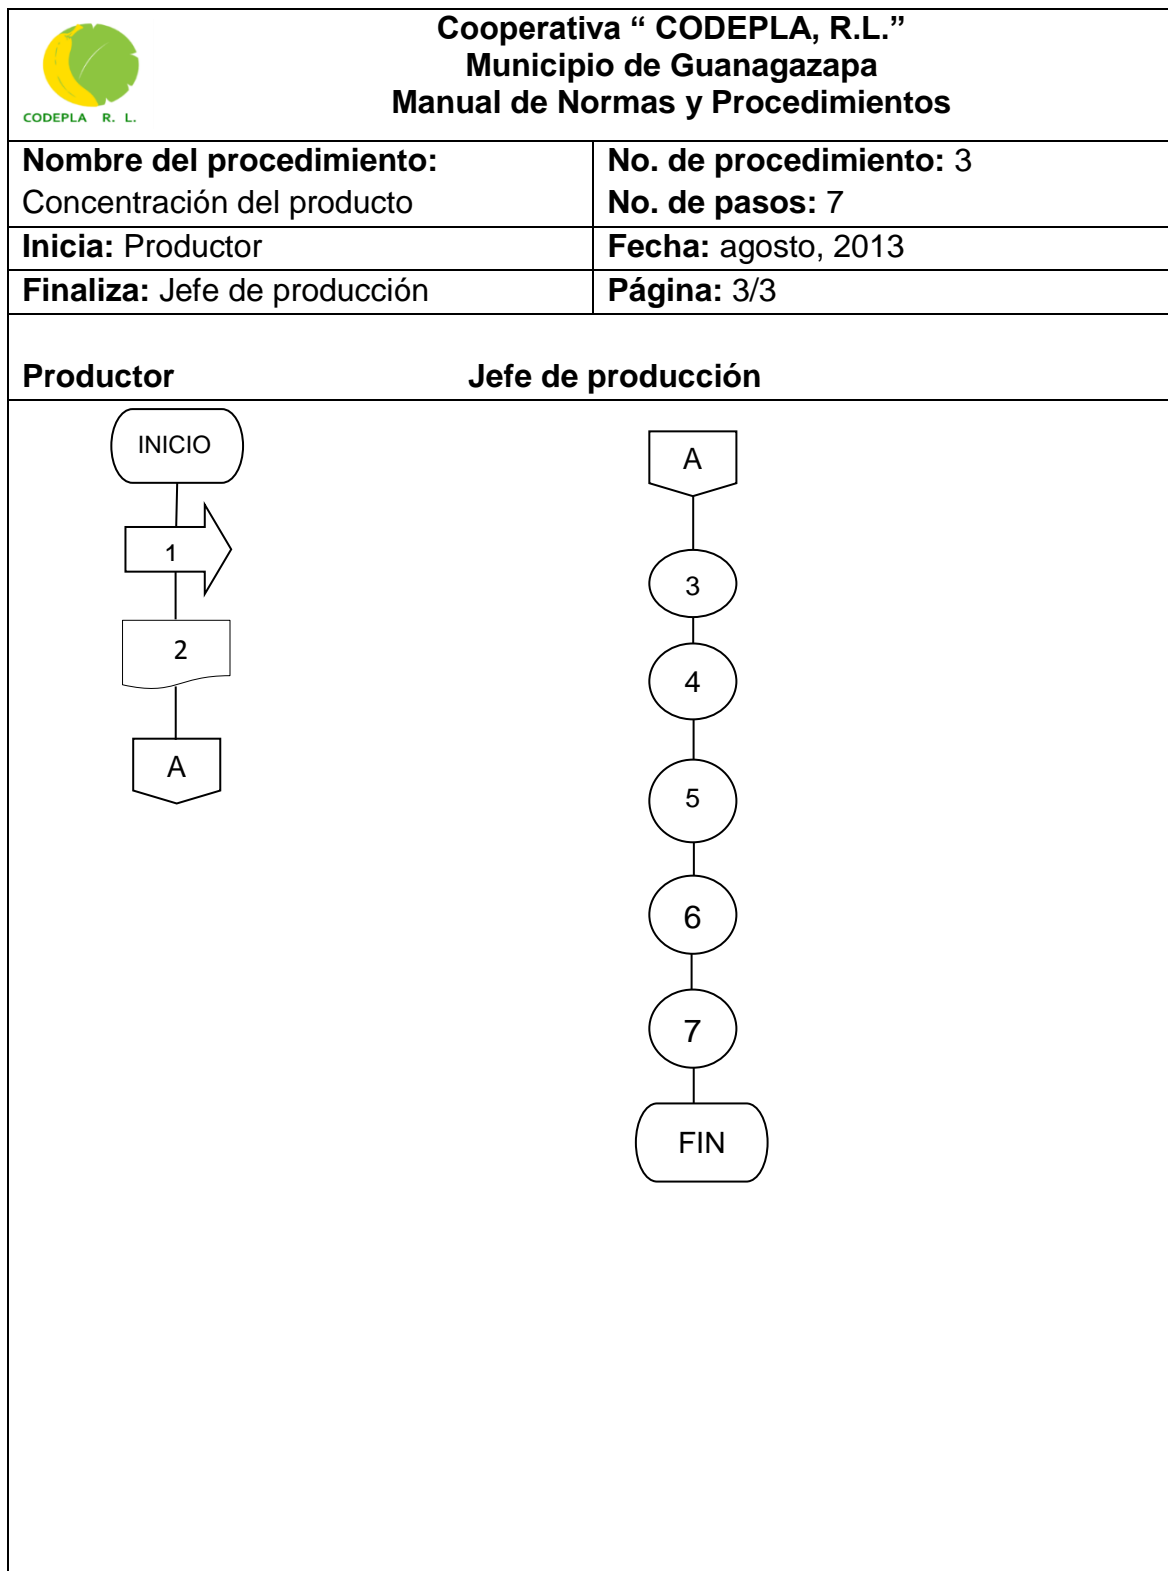 Cooperativa “ CODEPLA, R.L.”
Municipio de Guanagazapa
Manual de Normas y Procedimientos
CODEPLA R. L.
Nombre del procedimiento:
Concentración del producto
No. de procedimiento: 3
No. de pasos: 7
Inicia: Productor
Fecha: agosto, 2013
Finaliza: Jefe de producción
Página: 3/3
Productor
Jefe de producción
INICIO
1
2
A
A
3
4
5
6
7
FIN